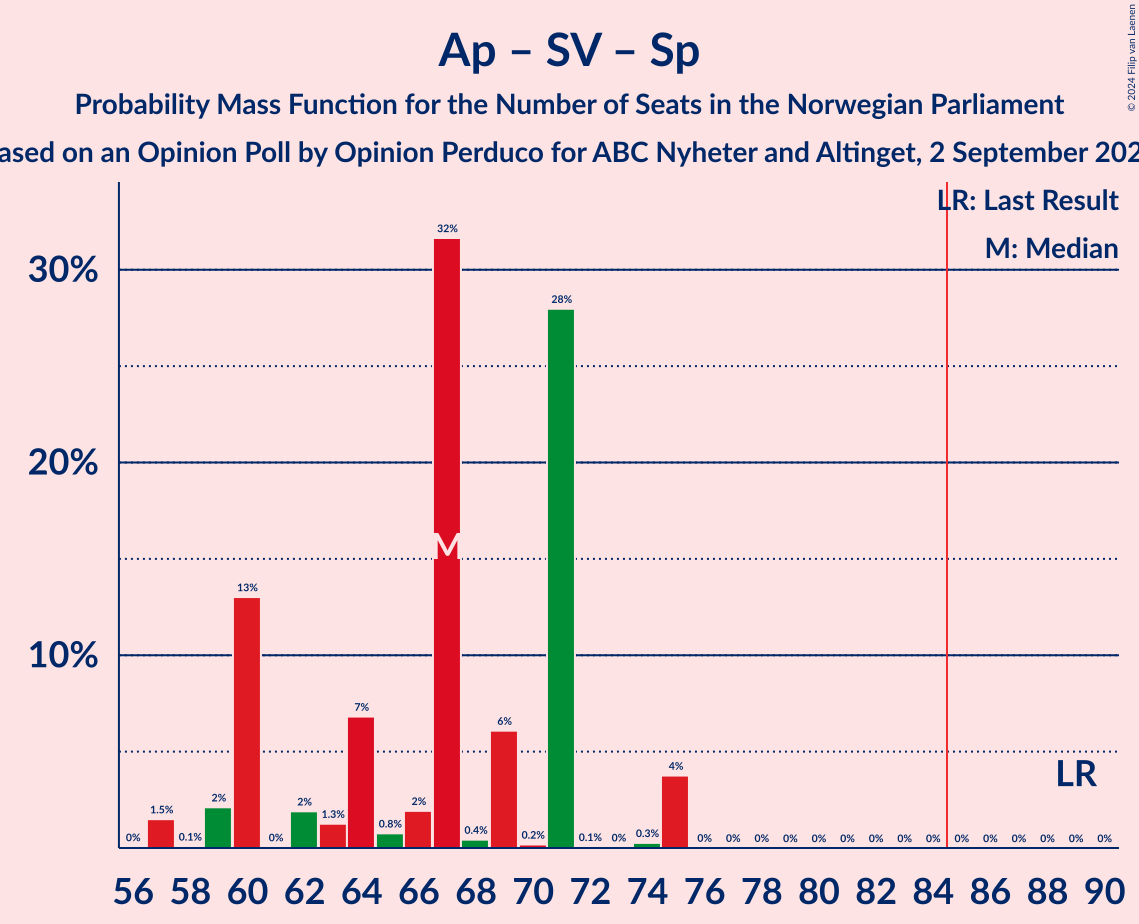 Ap – SV – Sp
Probability Mass Function for the Number of Seats in the Norwegian Parliament
ased on an Opinion Poll by Opinion Perduco for ABC Nyheter and Altinget, 2 September 202
© 2024 Filip van Laenen
LR: Last Result
M: Median
30%
20%
10%
0% 1.5% 0.1% 2% 13% 0% 2% 1.3% 7% 0.8% 2% 32% 0.4% 6% 0.2% 28% 0.1% 0% 0.3% 4% 0% 0% 0% 0% 0% 0% 0% 0% 0% 0% 0% 0% 0% 0% 0%
M
LR
56 58 60 62 64 66 68 70 72 74 76 78 80 82 84 86 88 90